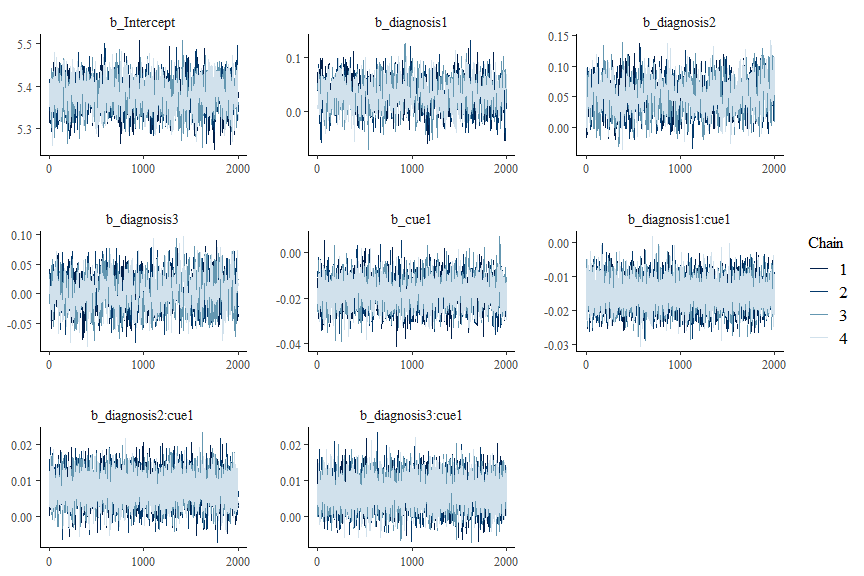 b_Intercept
5.5
5.4
5.3
0 1000 2000
b_diagnosis1
0.1
0.0
0 1000 2000
b_diagnosis2
0.15
0.10
0.05
0.00
0 1000 2000
b_diagnosis3
0.10
0.05
0.00
-0.05
0 1000 2000
b_cue1
0.00
-0.02
-0.04
0 1000 2000
b_diagnosis1:cue1
0.00
-0.01
-0.02
-0.03
0 1000 2000
b_diagnosis2:cue1
0.02
0.01
0.00
0 1000 2000
b_diagnosis3:cue1
0.02
0.01
0.00
0 1000 2000
Chain
1
2
3
4